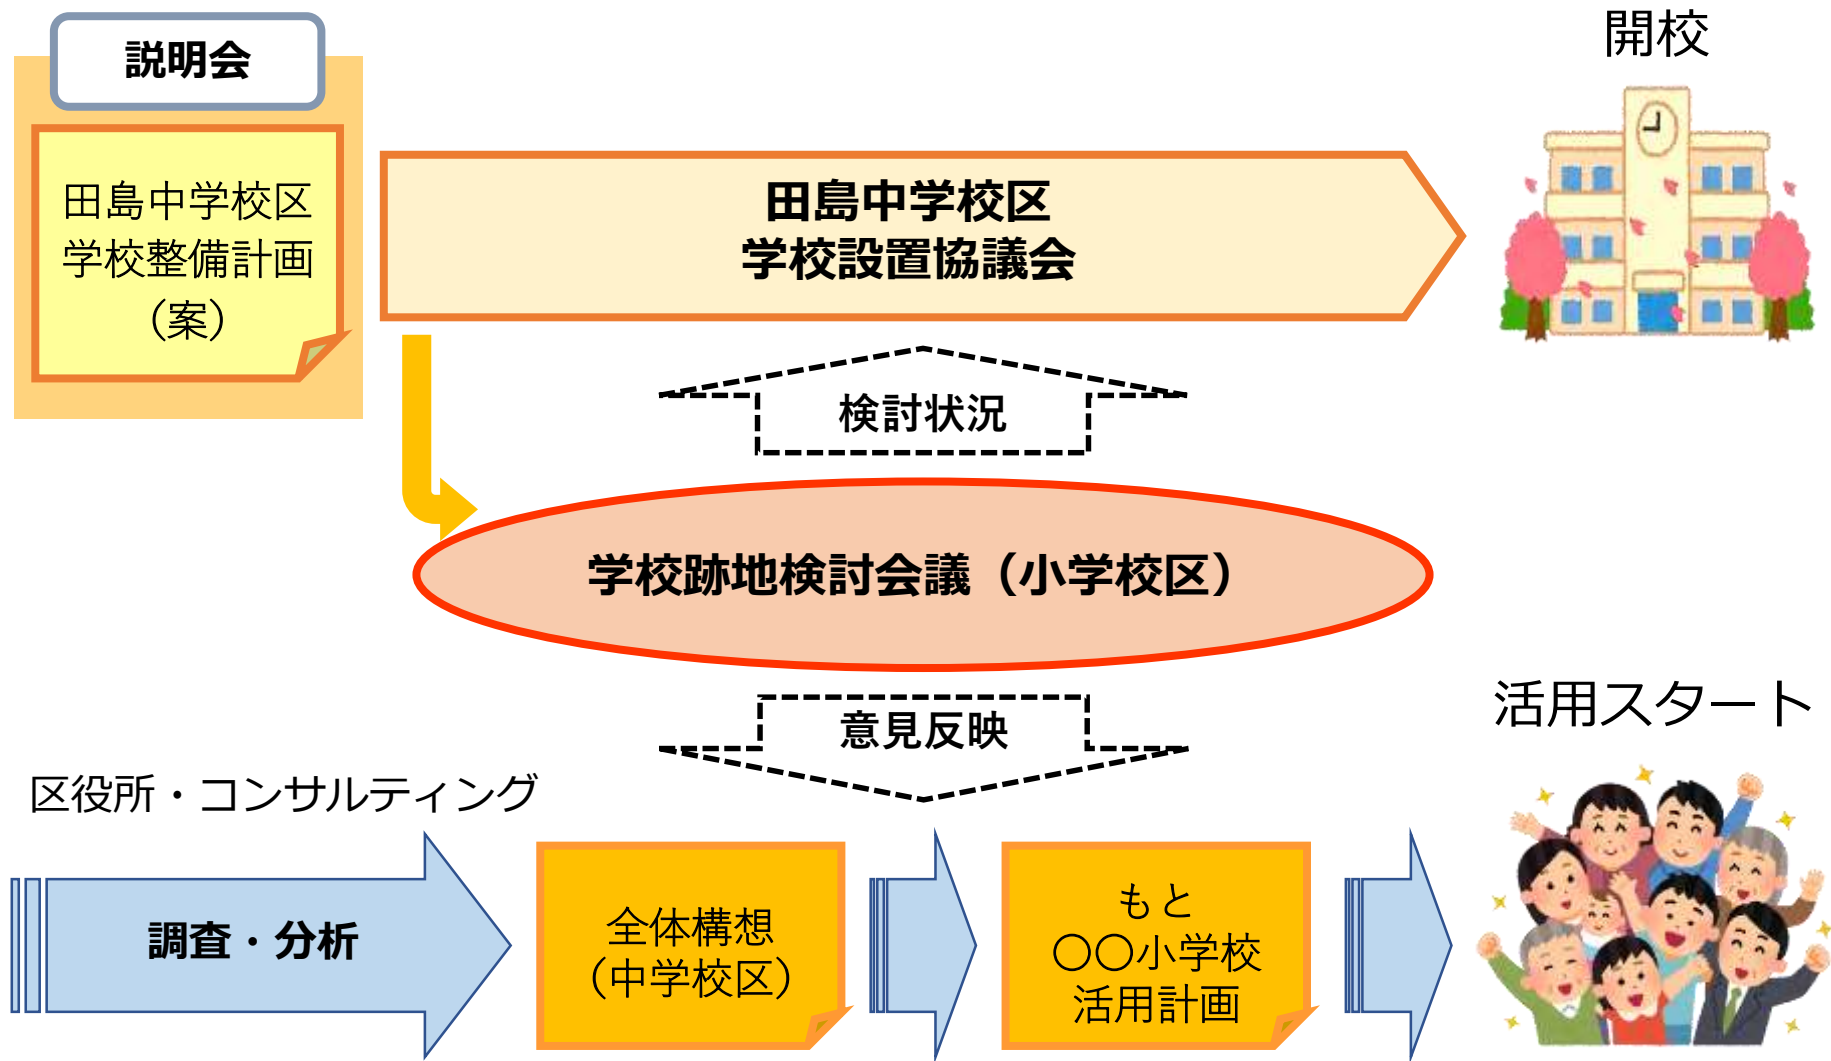 説明会
田島中学校区
学校整備計画
（案）
田島中学校区
学校設置協議会
開校
検討状況
学校跡地検討会議（小学校区）
意見反映
活用スタート
区役所・コンサルティング
調査・分析
全体構想
（中学校区）
もと
〇〇小学校
活用計画